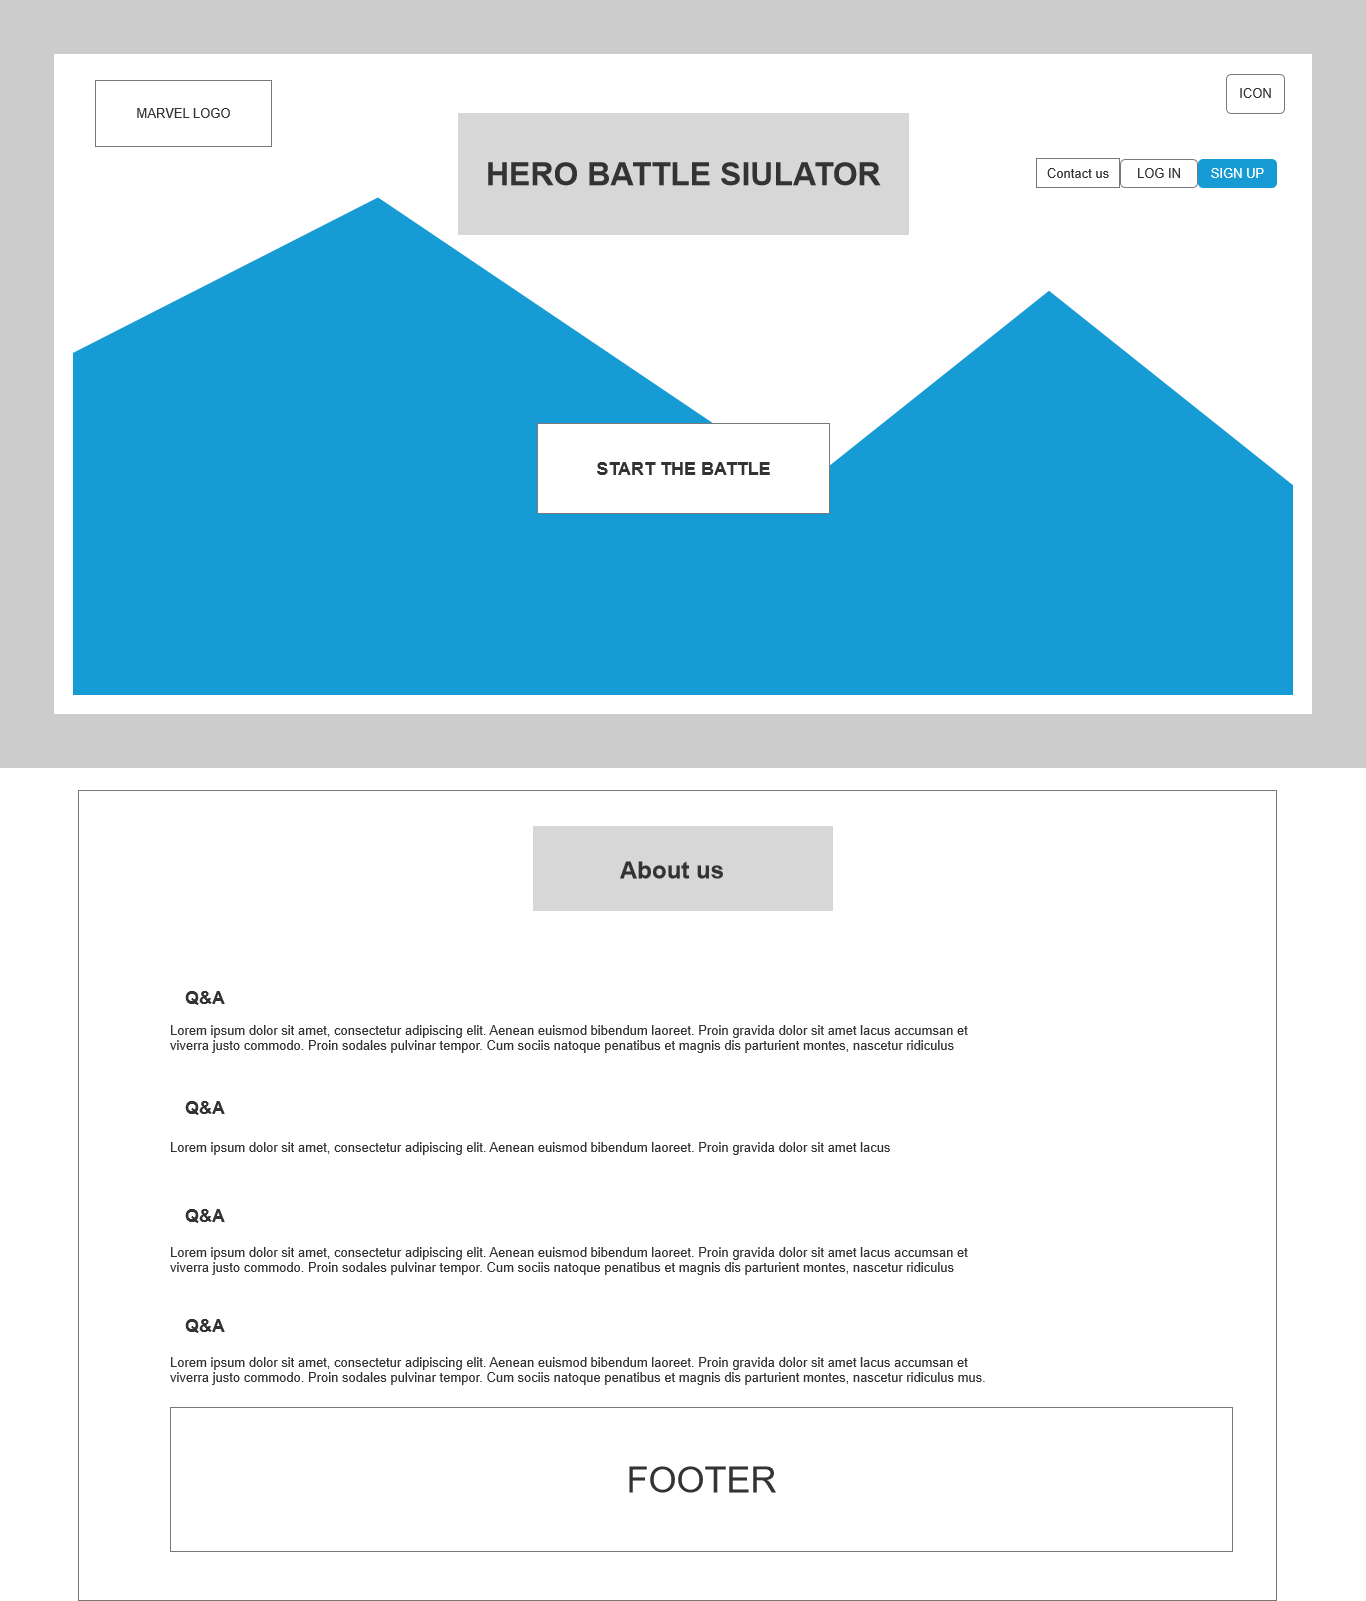 MARVEL LOGO
ICON
HERO BATTLE SIULATOR
Contact us
LOG IN
SIGN UP
START THE BATTLE
About us
Q&A
Lorem ipsum dolor sit amet, consectetur adipiscing elit. Aenean euismod bibendum laoreet. Proin gravida dolor sit amet lacus accumsan et
viverra justo commodo. Proin sodales pulvinar tempor. Cum sociis natoque penatibus et magnis dis parturient montes, nascetur ridiculus
Q&A
Lorem ipsum dolor sit amet, consectetur adipiscing elit. Aenean euismod bibendum laoreet. Proin gravida dolor sit amet lacus
Q&A
Lorem ipsum dolor sit amet, consectetur adipiscing elit. Aenean euismod bibendum laoreet. Proin gravida dolor sit amet lacus accumsan et
viverra justo commodo. Proin sodales pulvinar tempor. Cum sociis natoque penatibus et magnis dis parturient montes, nascetur ridiculus
Q&A
Lorem ipsum dolor sit amet, consectetur adipiscing elit. Aenean euismod bibendum laoreet. Proin gravida dolor sit amet lacus accumsan et
viverra justo commodo. Proin sodales pulvinar tempor. Cum sociis natoque penatibus et magnis dis parturient montes, nascetur ridiculus mus.
FOOTER